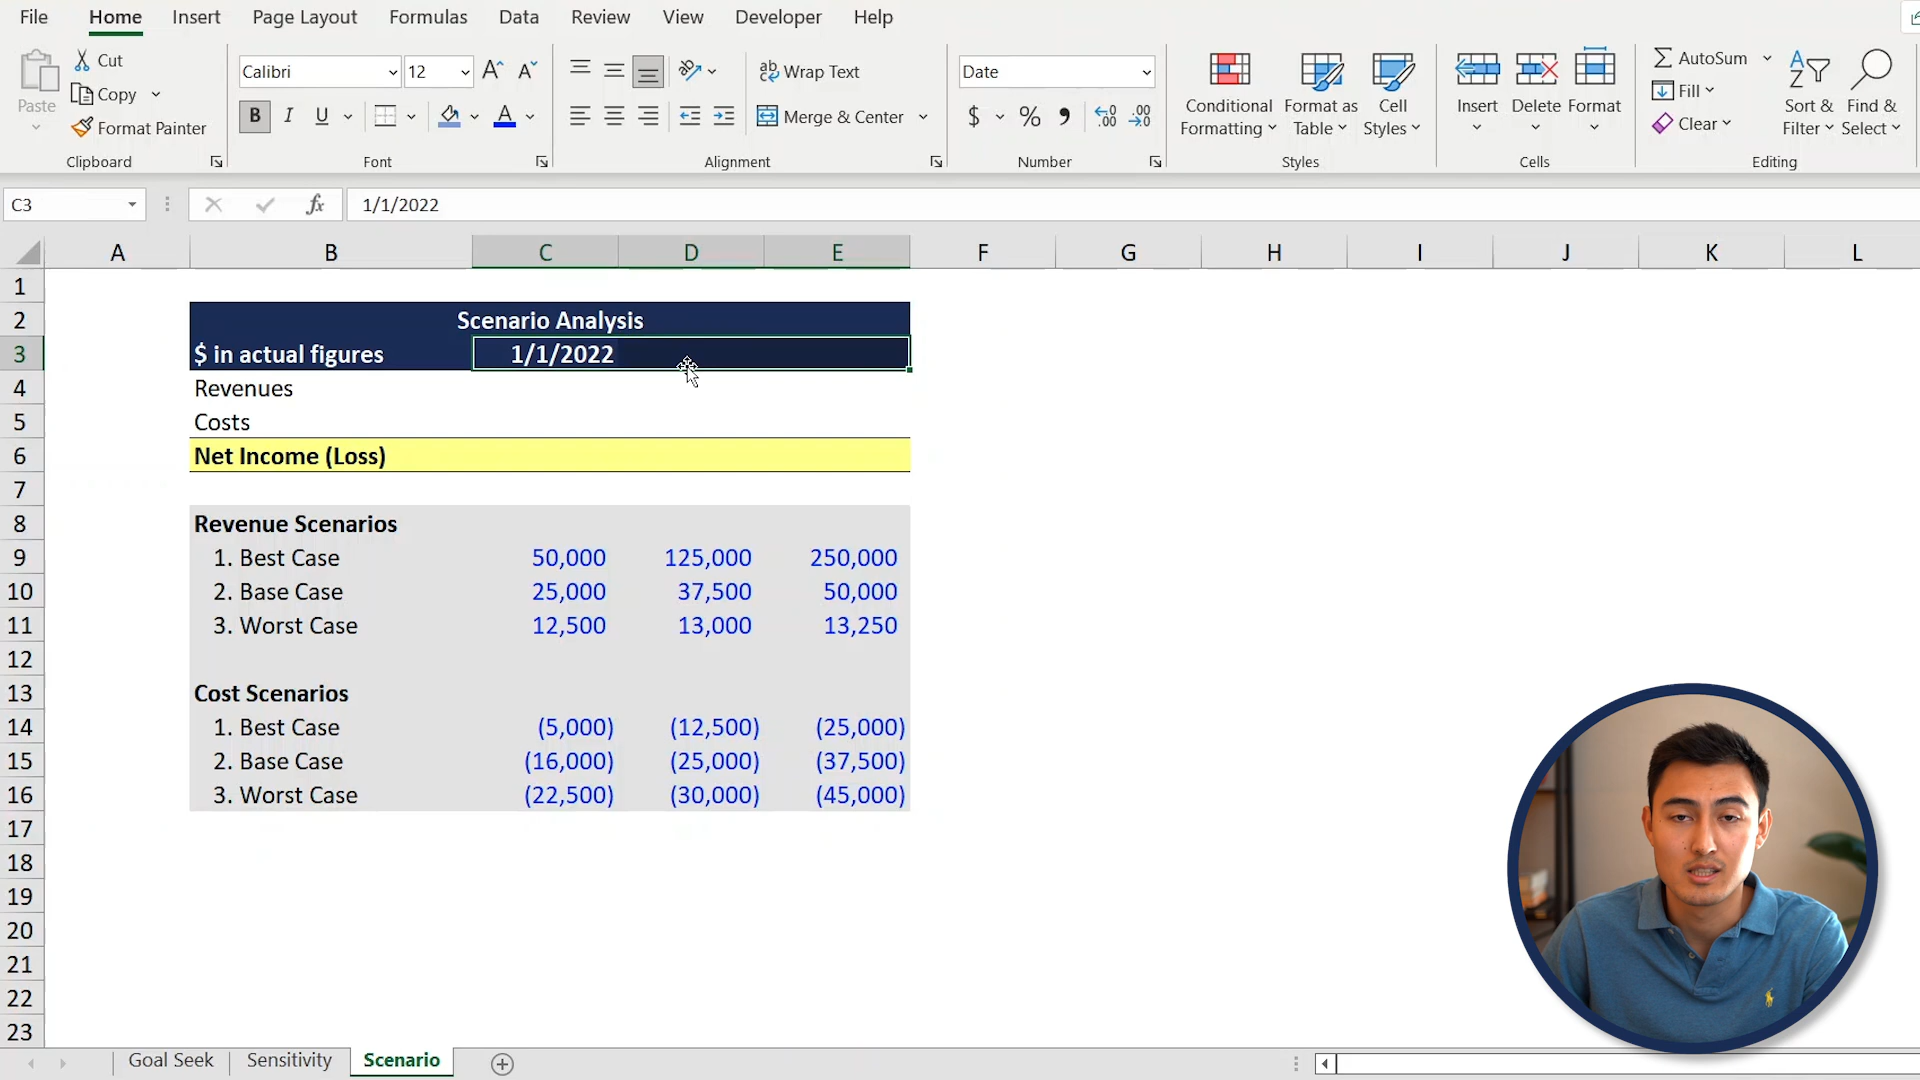 File Home Insert Page Layout Formulas Data Review View Developer Help
Paste
Cut
Copy
Format Painter
Clipboard
Calibri 12
B I U
Font
Wrap Text
Merge & Center
Alignment
Date
$ % ,
Number
Conditional Formatting
Format as Table
Cell Styles
Styles
Insert Delete Format
Cells
AutoSum
Fill
Clear
Sort & Filter
Find & Select
Editing
C3 fx 1/1/2022
A B C D E F G H I J K L
1
2 Scenario Analysis
3 $ in actual figures 1/1/2022
4 Revenues
5 Costs
6 Net Income (Loss)
7
8 Revenue Scenarios
9 1. Best Case 50,000 125,000 250,000
10 2. Base Case 25,000 37,500 50,000
11 3. Worst Case 12,500 13,000 13,250
12
13 Cost Scenarios
14 1. Best Case (5,000) (12,500) (25,000)
15 2. Base Case (16,000) (25,000) (37,500)
16 3. Worst Case (22,500) (30,000) (45,000)
17
18
19
20
21
22
23
Goal Seek Sensitivity Scenario